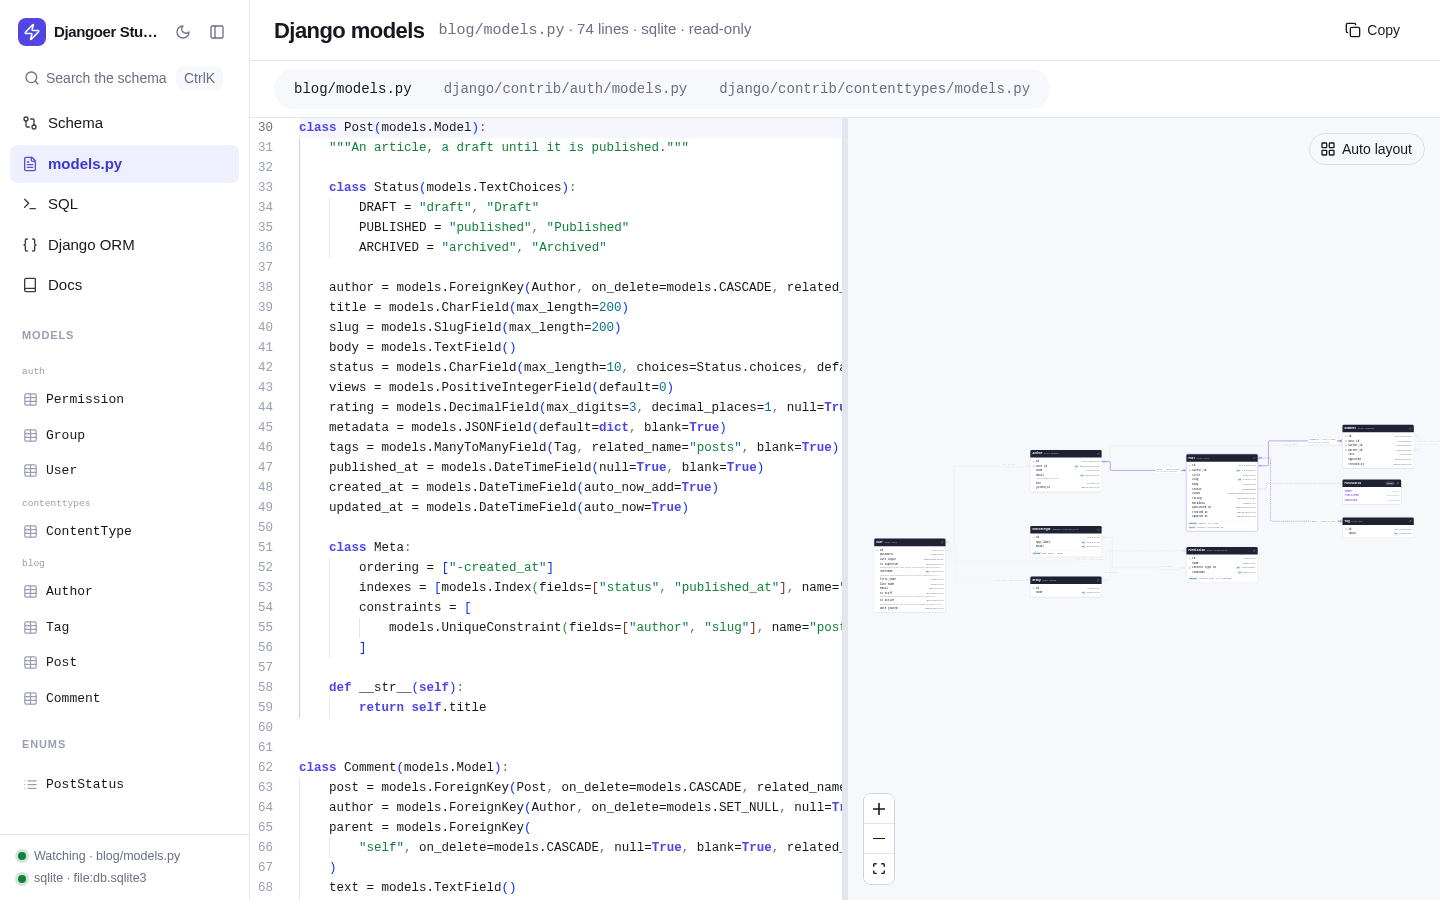 Djangoer Stu…
Search the schema CtrlK
Schema
models.py
SQL
Django ORM
Docs
MODELS
auth
Permission
Group
User
contenttypes
ContentType
blog
Author
Tag
Post
Comment
ENUMS
PostStatus
Watching · blog/models.py
sqlite · file:db.sqlite3
Django models
blog/models.py · 74 lines · sqlite · read-only
Copy
blog/models.py django/contrib/auth/models.py django/contrib/contenttypes/models.py
30 class Post(models.Model):
31 """An article, a draft until it is published."""
32
33 class Status(models.TextChoices):
34 DRAFT = "draft", "Draft"
35 PUBLISHED = "published", "Published"
36 ARCHIVED = "archived", "Archived"
37
38 author = models.ForeignKey(Author, on_delete=models.CASCADE, related_
39 title = models.CharField(max_length=200)
40 slug = models.SlugField(max_length=200)
41 body = models.TextField()
42 status = models.CharField(max_length=10, choices=Status.choices, defa
43 views = models.PositiveIntegerField(default=0)
44 rating = models.DecimalField(max_digits=3, decimal_places=1, null=Tru
45 metadata = models.JSONField(default=dict, blank=True)
46 tags = models.ManyToManyField(Tag, related_name="posts", blank=True)
47 published_at = models.DateTimeField(null=True, blank=True)
48 created_at = models.DateTimeField(auto_now_add=True)
49 updated_at = models.DateTimeField(auto_now=True)
50
51 class Meta:
52 ordering = ["-created_at"]
53 indexes = [models.Index(fields=["status", "published_at"], name="
54 constraints = [
55 models.UniqueConstraint(fields=["author", "slug"], name="post
56 ]
57
58 def __str__(self):
59 return self.title
60
61
62 class Comment(models.Model):
63 post = models.ForeignKey(Post, on_delete=models.CASCADE, related_name
64 author = models.ForeignKey(Author, on_delete=models.SET_NULL, null=Tr
65 parent = models.ForeignKey(
66 "self", on_delete=models.CASCADE, null=True, blank=True, related_
67 )
68 text = models.TextField()
Auto layout